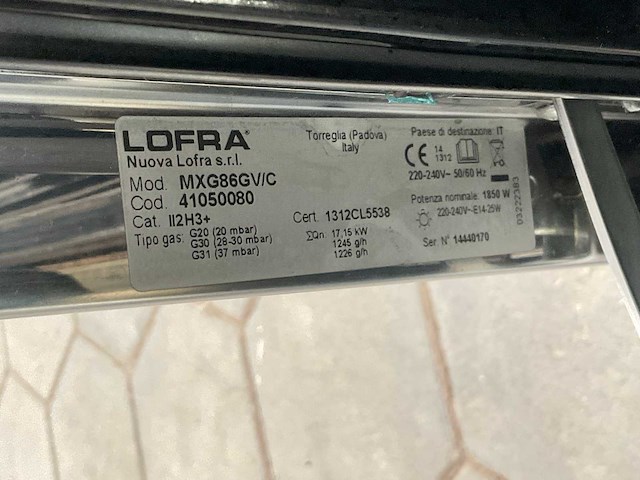 LOFRA®
Nuova Lofra s.r.l.
Torreglia (Padova)
Italy
Paese di destinazione: IT
CE 14
1312
220-240V~ 50/60 Hz
Mod. MXG86GV/C
Cod. 41050080
Cat. II2H3+
Cert. 1312CL5538
Potenza nominale: 1850 W
220-240V~-E14-25W
Tipo gas: G20 (20 mbar)
G30 (28-30 mbar)
G31 (37 mbar)
ΣQn. 17,15 kW
1245 g/h
1226 g/h
Ser N° 14440170
03222383